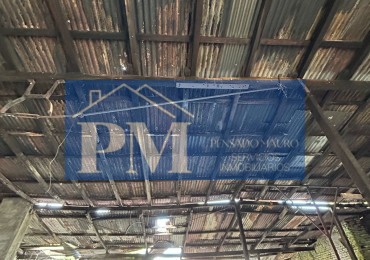 PM
PENSADO MAURO
SERVICIOS
INMOBILIARIOS